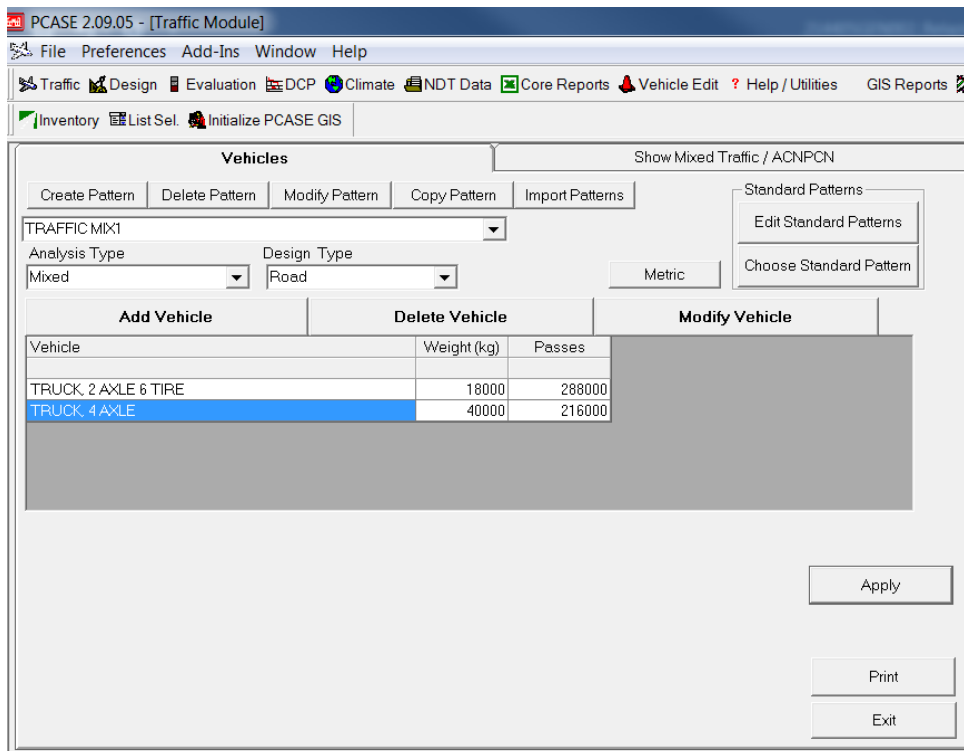 PCASE 2.09.05 - [Traffic Module]
File Preferences Add-Ins Window Help
Traffic Design Evaluation DCP Climate NDT Data Core Reports Vehicle Edit ? Help / Utilities GIS Reports
Inventory List Sel. Initialize PCASE GIS
Vehicles Show Mixed Traffic / ACNPCN
Create Pattern Delete Pattern Modify Pattern Copy Pattern Import Patterns Standard Patterns
Edit Standard Patterns
TRAFFIC MIX1
Analysis Type Design Type
Choose Standard Pattern
Mixed Road Metric
Add Vehicle Delete Vehicle Modify Vehicle
Vehicle Weight (kg) Passes
TRUCK, 2 AXLE 6 TIRE 18000 288000
TRUCK, 4 AXLE 40000 216000
Apply
Print
Exit